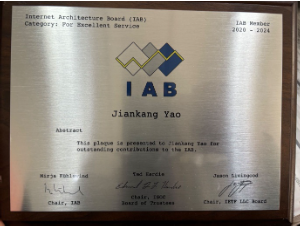 Internet Architecture Board (IAB)
Category: For Excellent Service
IAB Member
2020 - 2024
IAB
Jiankang Yao
Abstract
This plaque is presented to Jiankang Yao for
outstanding contributions to the IAB.
Mirja Kühlewind
Chair, IAB
Ted Hardie
Chair, ISOC
Board of Trustees
Jason Livingood
Chair, IETF LLC Board